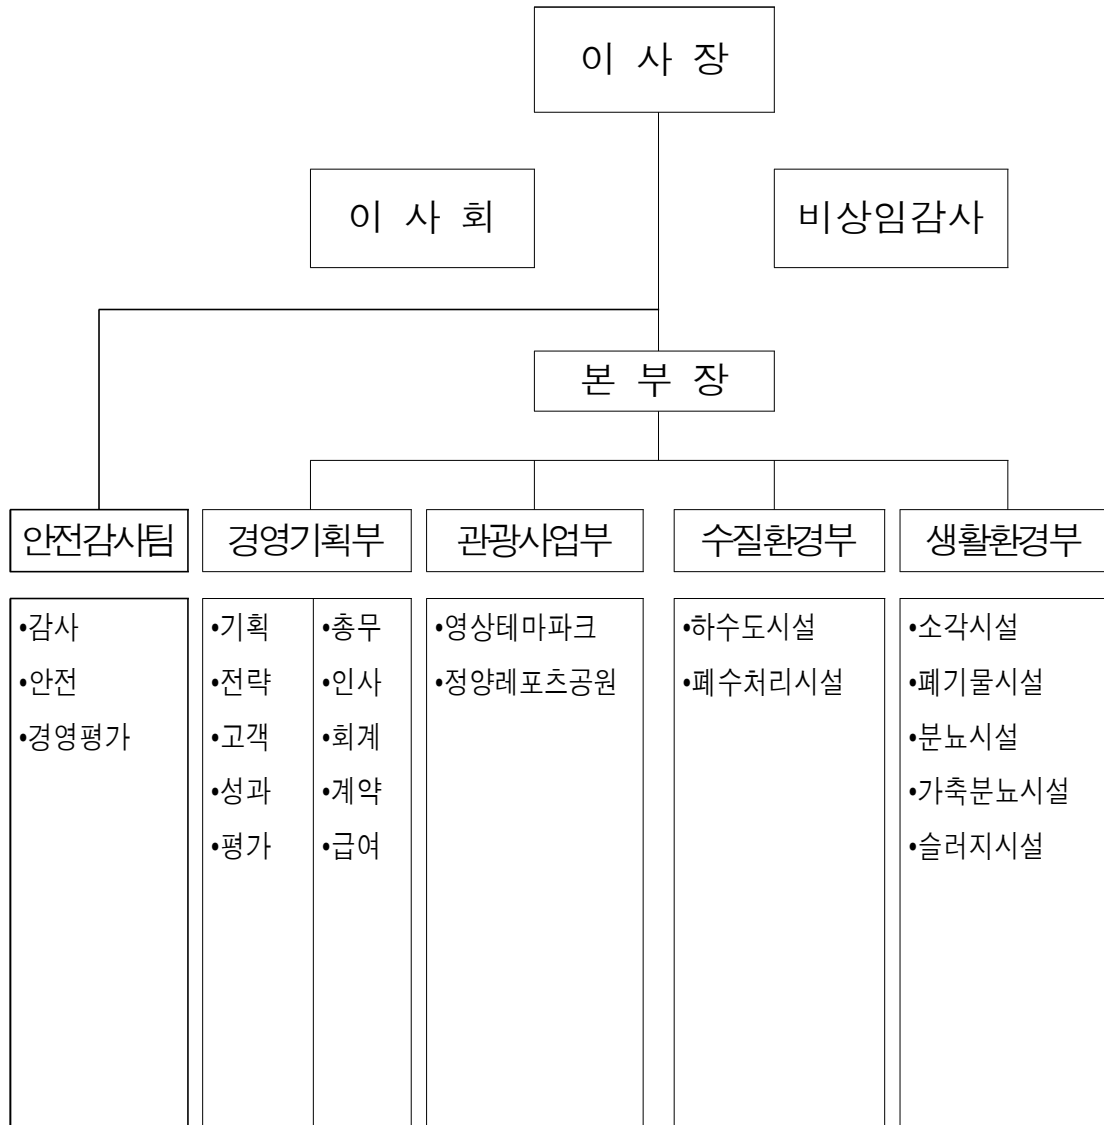 이 사 장
이 사 회
비상임감사
본 부 장
안전감사팀
경영기획부
관광사업부
수질환경부
생활환경부
•감사
•안전
•경영평가
•기획
•전략
•고객
•성과
•평가
•총무
•인사
•회계
•계약
•급여
•영상테마파크
•정양레포츠공원
•하수도시설
•폐수처리시설
•소각시설
•폐기물시설
•분뇨시설
•가축분뇨시설
•슬러지시설